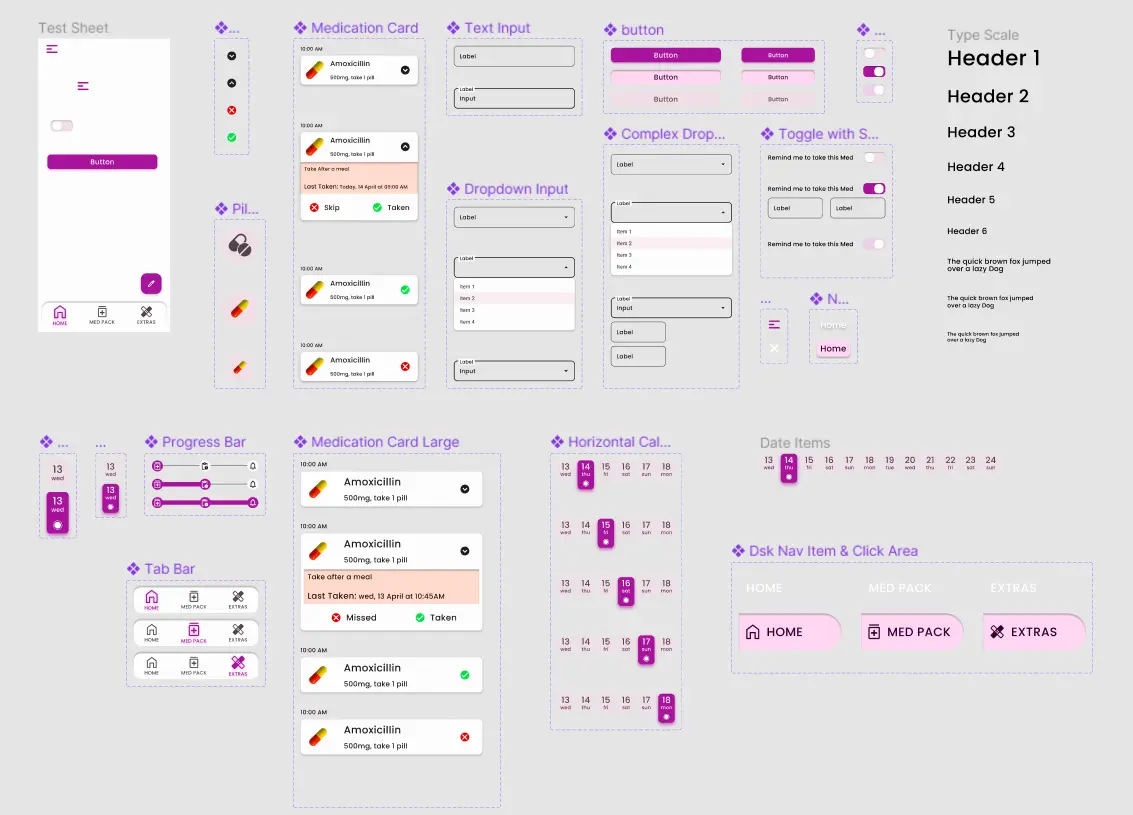 Test Sheet
Button
HOME
MED PACK
EXTRAS
...
Pil...
Medication Card
10:00 AM
Amoxicillin
500mg, take 1 pill
10:00 AM
Amoxicillin
500mg, take 1 pill
Take After a meal
Last Taken: Today, 14 April at 09:00 AM
Skip
Taken
10:00 AM
Amoxicillin
500mg, take 1 pill
10:00 AM
Amoxicillin
500mg, take 1 pill
Text Input
Label
Label
Input
Dropdown Input
Label
Label
Item 1
Item 2
Item 3
Item 4
Label
Input
button
Button
Button
Button
Button
Button
Button
Complex Drop...
Label
Label
Item 1
Item 2
Item 3
Item 4
Label
Input
Label
Label
...
Toggle with S...
Remind me to take this Med
Remind me to take this Med
Label
Label
Remind me to take this Med
...
N...
Home
Home
Type Scale
Header 1
Header 2
Header 3
Header 4
Header 5
Header 6
The quick brown fox jumped
over a lazy Dog
The quick brown fox jumped
over a lazy Dog
The quick brown fox jumped
over a lazy Dog
...
13
wed
13
wed
...
13
wed
13
wed
Progress Bar
Tab Bar
HOME
MED PACK
EXTRAS
HOME
MED PACK
EXTRAS
HOME
MED PACK
EXTRAS
Medication Card Large
10:00 AM
Amoxicillin
500mg, take 1 pill
10:00 AM
Amoxicillin
500mg, take 1 pill
Take after a meal
Last Taken: wed, 13 April at 10:45AM
Missed
Taken
10:00 AM
Amoxicillin
500mg, take 1 pill
10:00 AM
Amoxicillin
500mg, take 1 pill
Horizontal Cal...
13 14 15 16 17 18
wed thu fri sat sun mon
13 14 15 16 17 18
wed thu fri sat sun mon
13 14 15 16 17 18
wed thu fri sat sun mon
13 14 15 16 17 18
wed thu fri sat sun mon
13 14 15 16 17 18
wed thu fri sat sun mon
Date Items
13 14 15 16 17 18 19 20 21 22 23 24
wed thu fri sat sun mon tue wed thu fri sat sun
Dsk Nav Item & Click Area
HOME
MED PACK
EXTRAS
HOME
MED PACK
EXTRAS